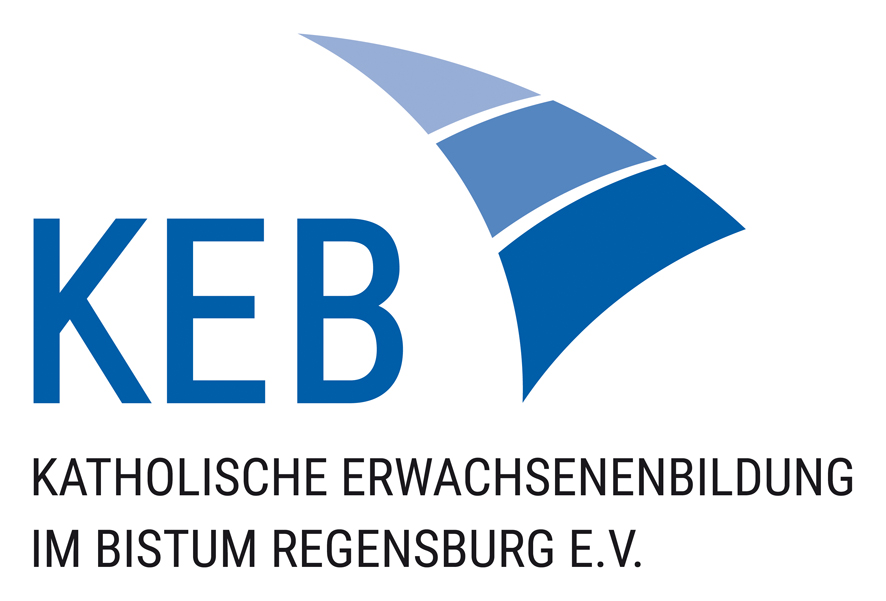 KEB
KATHOLISCHE ERWACHSENENBILDUNG
IM BISTUM REGENSBURG E.V.